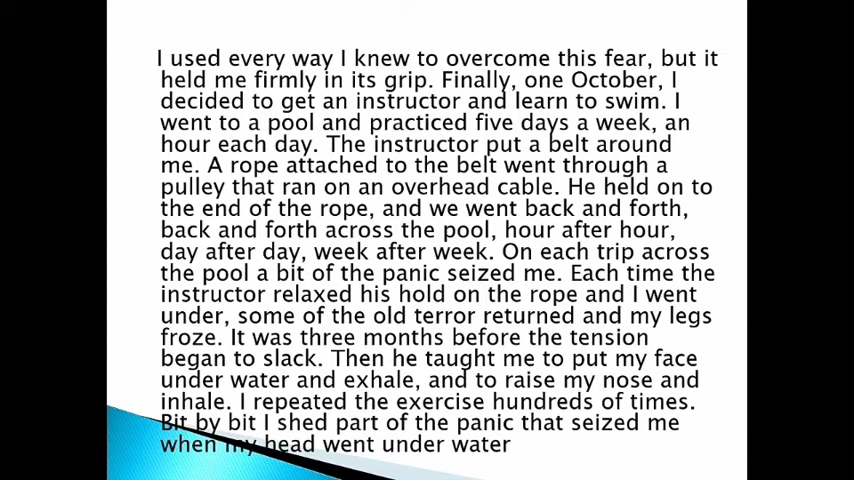 I used every way I knew to overcome this fear, but it
held me firmly in its grip. Finally, one October, I
decided to get an instructor and learn to swim. I
went to a pool and practiced five days a week, an
hour each day. The instructor put a belt around
me. A rope attached to the belt went through a
pulley that ran on an overhead cable. He held on to
the end of the rope, and we went back and forth,
back and forth across the pool, hour after hour,
day after day, week after week. On each trip across
the pool a bit of the panic seized me. Each time the
instructor relaxed his hold on the rope and I went
under, some of the old terror returned and my legs
froze. It was three months before the tension
began to slack. Then he taught me to put my face
under water and exhale, and to raise my nose and
inhale. I repeated the exercise hundreds of times.
Bit by bit I shed part of the panic that seized me
when my head went under water